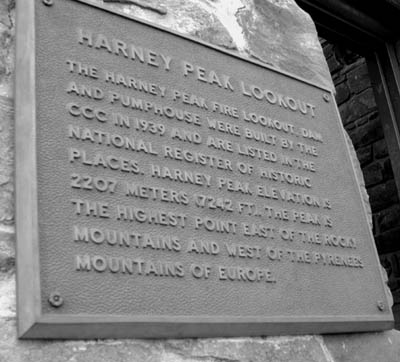 HARNEY PEAK LOOKOUT
THE HARNEY PEAK FIRE LOOKOUT, DAM
AND PUMPHOUSE WERE BUILT BY THE
CCC IN 1939 AND ARE LISTED IN THE
NATIONAL REGISTER OF HISTORIC
PLACES. HARNEY PEAK ELEVATION IS
2207 METERS (7242 FT). THE PEAK IS
THE HIGHEST POINT EAST OF THE ROCKY
MOUNTAINS AND WEST OF THE PYRENEES
MOUNTAINS OF EUROPE.